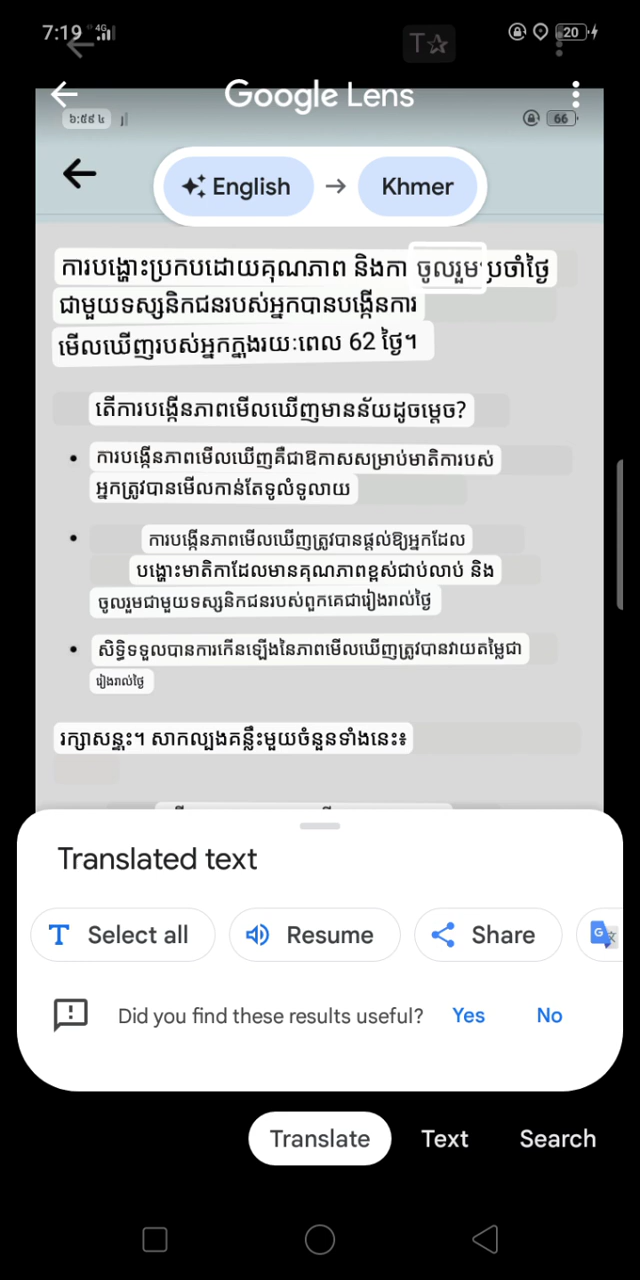 7:19 4G 20
T☆
Google Lens
៦:៥៩ 66
English → Khmer
ការបង្ហោះប្រកបដោយគុណភាព និងកា ចូលរួម ប្រចាំថ្ងៃ
ជាមួយទស្សនិកជនរបស់អ្នកបានបង្កើនការ
មើលឃើញរបស់អ្នកក្នុងរយៈពេល 62 ថ្ងៃ។
តើការបង្កើនភាពមើលឃើញមានន័យដូចម្តេច?
• ការបង្កើនភាពមើលឃើញគឺជាឱកាសសម្រាប់មាតិការបស់
អ្នកត្រូវបានមើលកាន់តែទូលំទូលាយ
• ការបង្កើនភាពមើលឃើញត្រូវបានផ្តល់ឱ្យអ្នកដែល
បង្ហោះមាតិកាដែលមានគុណភាពខ្ពស់ជាប់លាប់ និង
ចូលរួមជាមួយទស្សនិកជនរបស់ពួកគេជារៀងរាល់ថ្ងៃ
• សិទ្ធិទទួលបានការកើនឡើងនៃភាពមើលឃើញត្រូវបានវាយតម្លៃជា
រៀងរាល់ថ្ងៃ
រក្សាសន្ទុះ។ សាកល្បងគន្លឹះមួយចំនួនទាំងនេះ៖
Translated text
Select all
Resume
Share
Did you find these results useful? Yes No
Translate Text Search